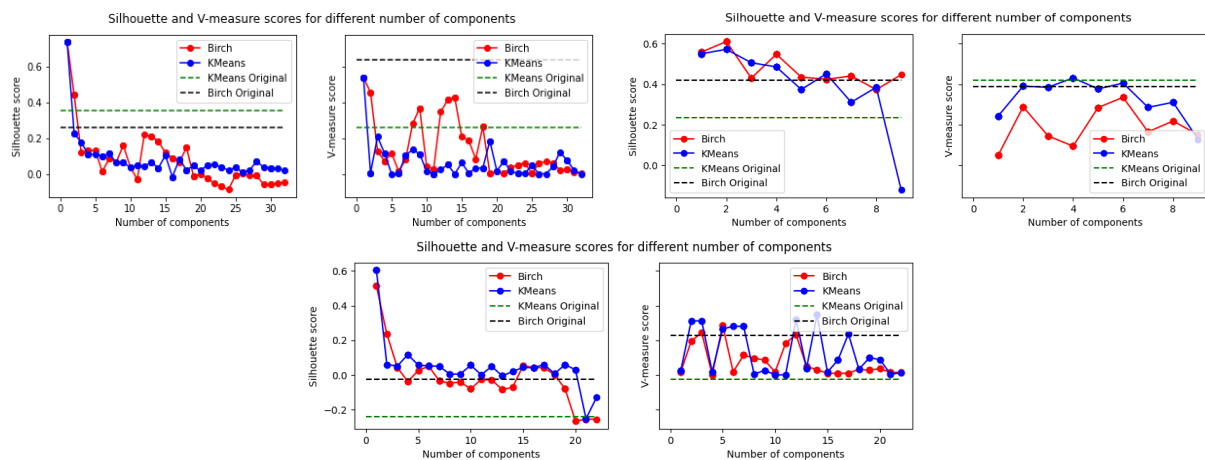 Silhouette and V-measure scores for different number of components
Silhouette score
0.6
0.4
0.2
0.0
Birch
KMeans
KMeans Original
Birch Original
0 5 10 15 20 25 30
Number of components
V-measure score
Birch
KMeans
KMeans Original
Birch Original
0 5 10 15 20 25 30
Number of components
Silhouette and V-measure scores for different number of components
Silhouette score
0.6
0.4
0.2
0.0
Birch
KMeans
KMeans Original
Birch Original
0 2 4 6 8
Number of components
V-measure score
Birch
KMeans
KMeans Original
Birch Original
0 2 4 6 8
Number of components
Silhouette and V-measure scores for different number of components
Silhouette score
0.6
0.4
0.2
0.0
−0.2
Birch
KMeans
KMeans Original
Birch Original
0 5 10 15 20
Number of components
V-measure score
Birch
KMeans
KMeans Original
Birch Original
0 5 10 15 20
Number of components